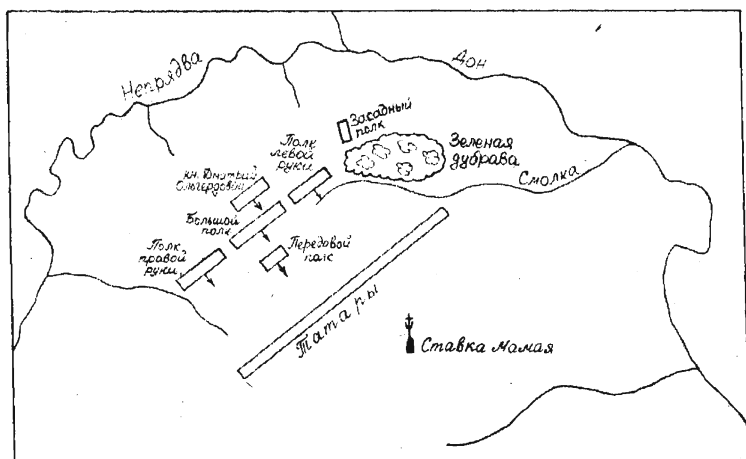 Непрядва
Дон
Засадный
полк
Полк
левой
руки
Зеленая
дубрава
Смолка
кн. Дмитрий
Ольгердович
Большой
полк
Передовой
полк
Полк
правой
руки
Татары
Ставка Мамая